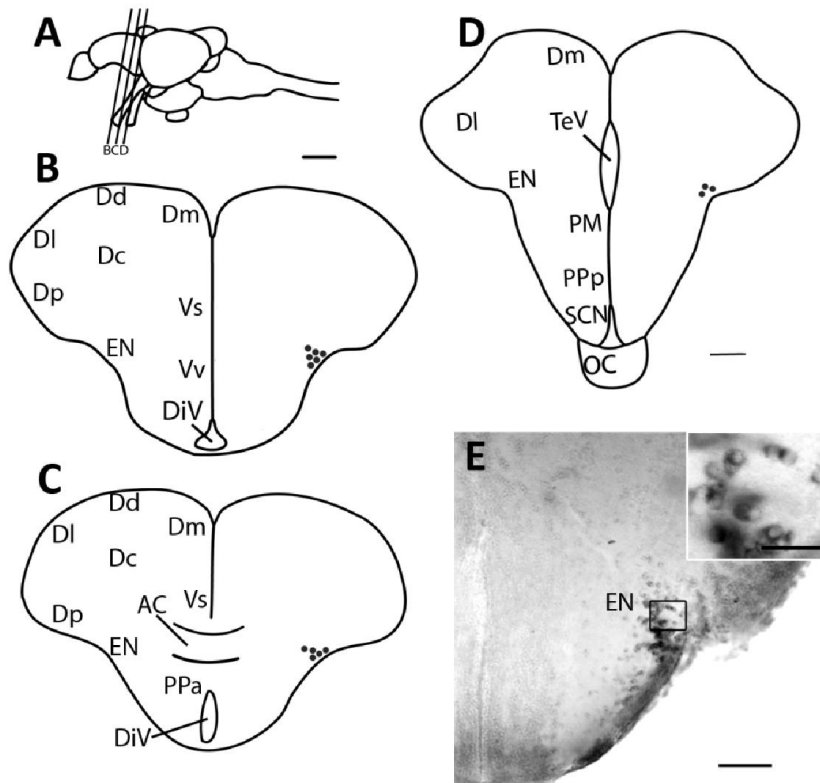 A
BCD
B
Dd
Dm
Dl
Dc
Dp
Vs
EN
Vv
DiV
C
Dd
Dm
Dl
Dc
Vs
Dp
AC
EN
PPa
DiV
D
Dm
Dl
TeV
EN
PM
PPp
SCN
OC
E
EN